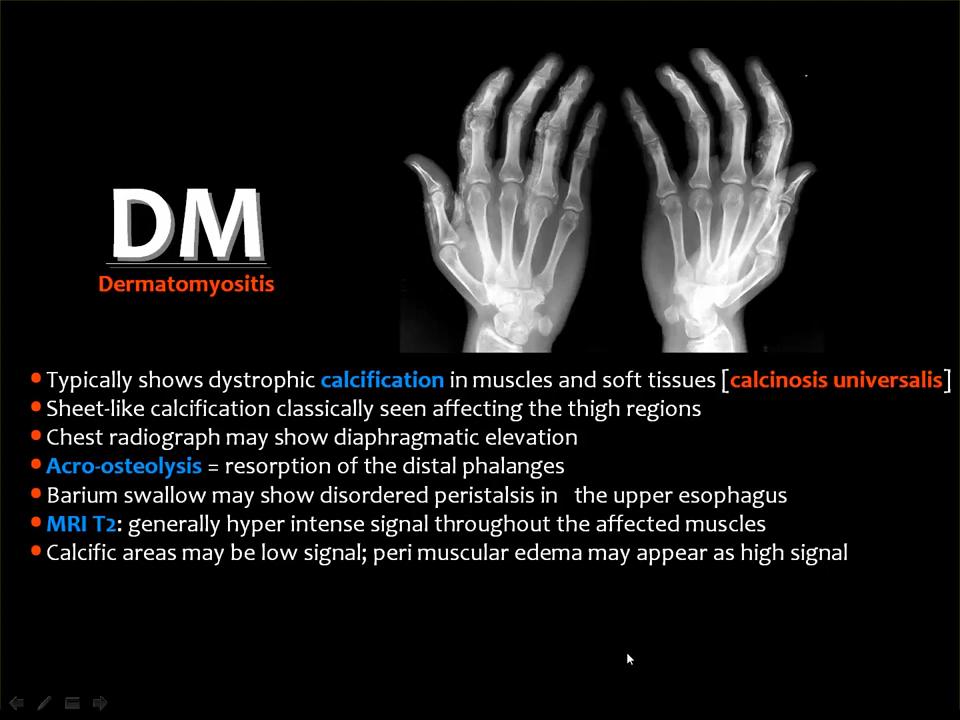 DM
Dermatomyositis
• Typically shows dystrophic calcification in muscles and soft tissues [calcinosis universalis]
• Sheet-like calcification classically seen affecting the thigh regions
• Chest radiograph may show diaphragmatic elevation
• Acro-osteolysis = resorption of the distal phalanges
• Barium swallow may show disordered peristalsis in the upper esophagus
• MRI T2: generally hyper intense signal throughout the affected muscles
• Calcific areas may be low signal; peri muscular edema may appear as high signal